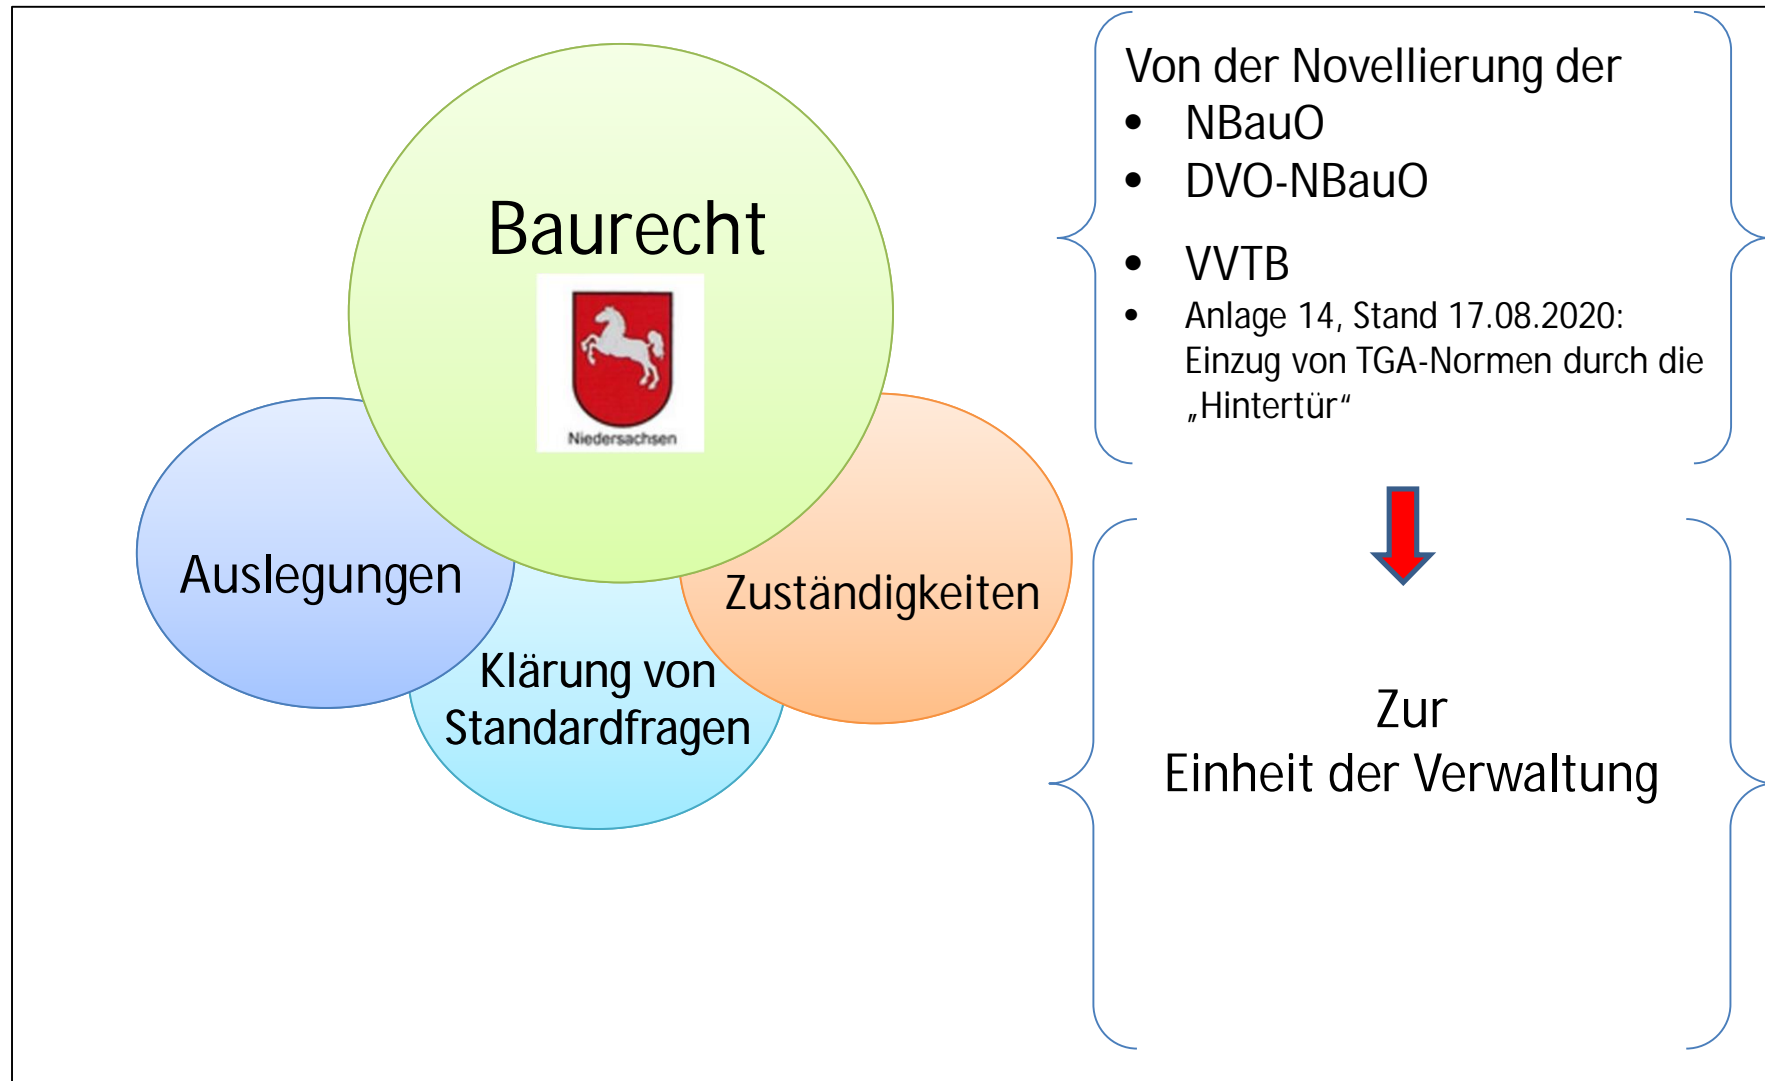 Baurecht
Niedersachsen
Auslegungen
Klärung von
Standardfragen
Zuständigkeiten
Von der Novellierung der
• NBauO
• DVO-NBauO
• VVTB
• Anlage 14, Stand 17.08.2020:
Einzug von TGA-Normen durch die
„Hintertür“
Zur
Einheit der Verwaltung